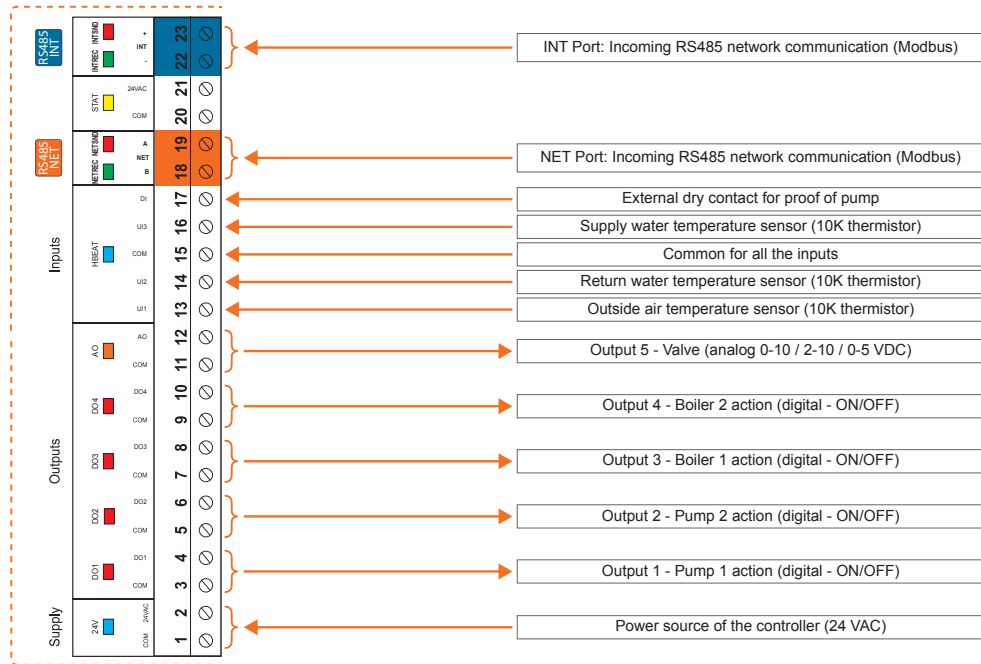 RS485 INT
INTREC INTSND
+
INT
-
23
22
INT Port: Incoming RS485 network communication (Modbus)
STAT
24VAC
COM
21
20
RS485 NET
NETREC NETSND
A
NET
B
19
18
NET Port: Incoming RS485 network communication (Modbus)
Inputs
HBEAT
DI
17
External dry contact for proof of pump
UI3
16
Supply water temperature sensor (10K thermistor)
COM
15
Common for all the inputs
UI2
14
Return water temperature sensor (10K thermistor)
UI1
13
Outside air temperature sensor (10K thermistor)
Outputs
AO
AO
12
COM
11
Output 5 - Valve (analog 0-10 / 2-10 / 0-5 VDC)
DO4
DO4
10
COM
9
Output 4 - Boiler 2 action (digital - ON/OFF)
DO3
DO3
8
COM
7
Output 3 - Boiler 1 action (digital - ON/OFF)
DO2
DO2
6
COM
5
Output 2 - Pump 2 action (digital - ON/OFF)
DO1
DO1
4
COM
3
Output 1 - Pump 1 action (digital - ON/OFF)
Supply
24V
24VAC
2
COM
1
Power source of the controller (24 VAC)